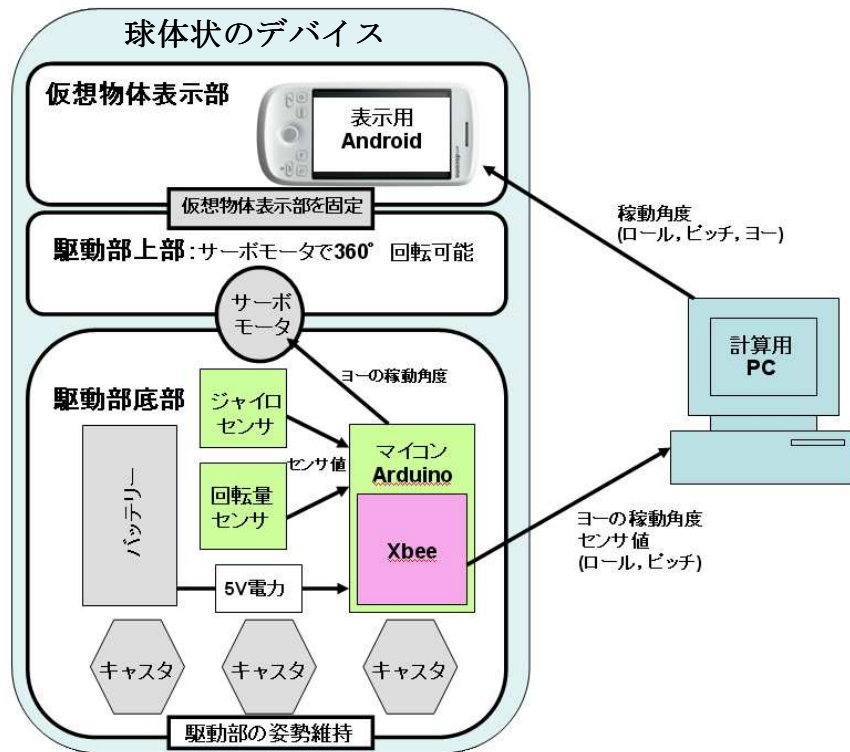 球体状のデバイス
仮想物体表示部
表示用
Android
仮想物体表示部を固定
駆動部上部:サーボモータで360° 回転可能
サーボ
モータ
ヨーの稼動角度
駆動部底部
ジャイロ
センサ
センサ値
回転量
センサ
マイコン
Arduino
Xbee
バッテリー
5V電力
キャスタ
キャスタ
キャスタ
駆動部の姿勢維持
稼動角度
(ロール,ピッチ,ヨー)
計算用
PC
ヨーの稼動角度
センサ値
(ロール,ピッチ)